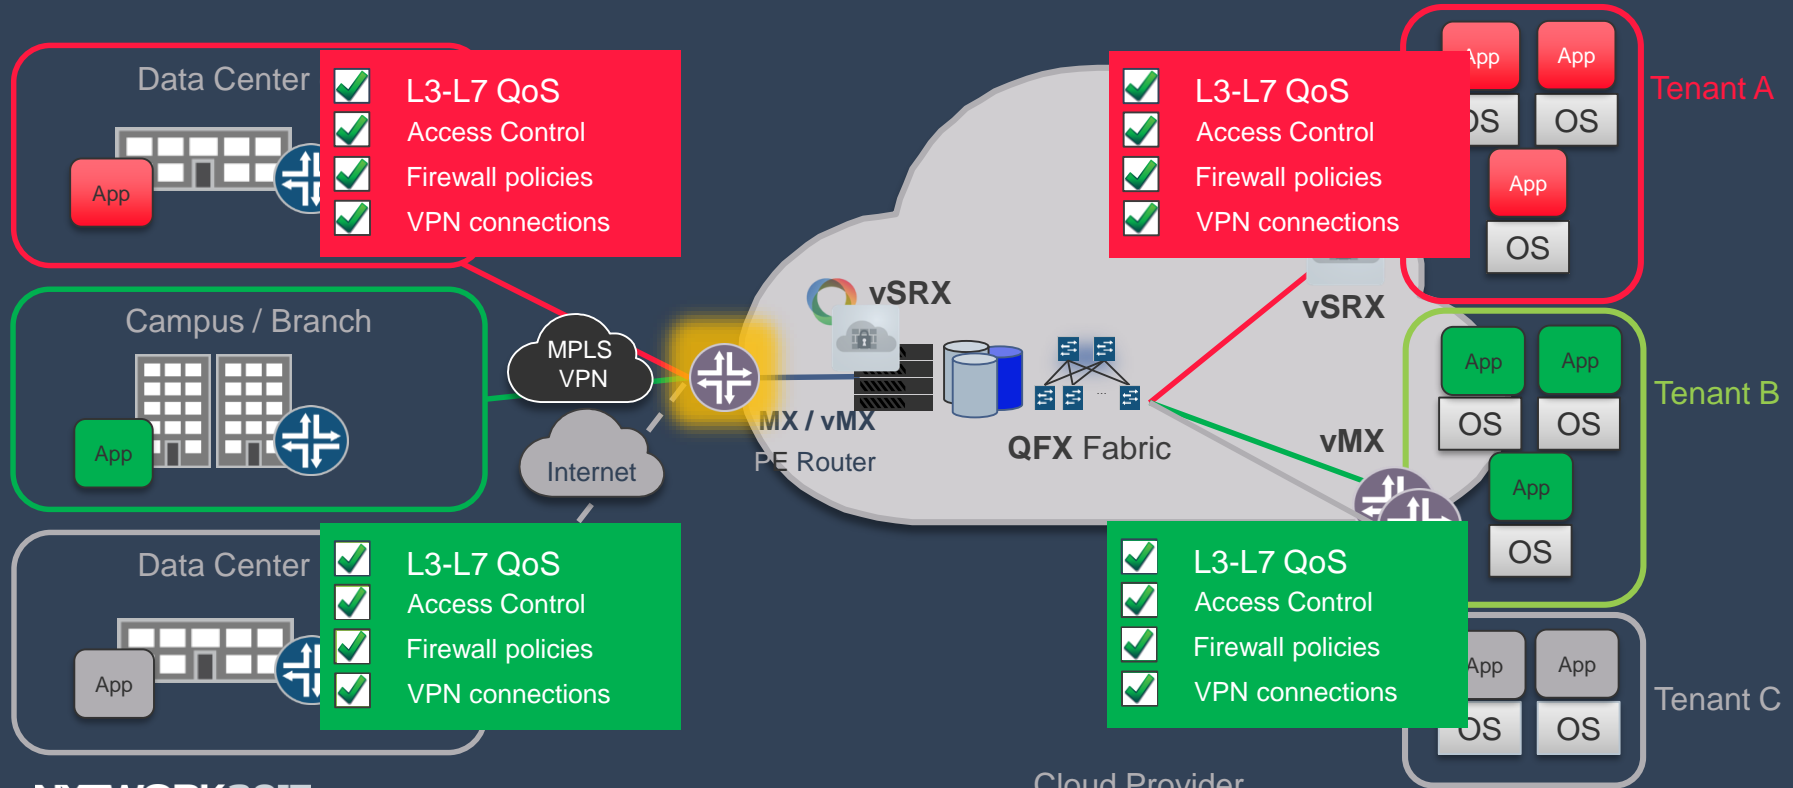 Data Center
App
L3-L7 QoS
Access Control
Firewall policies
VPN connections
L3-L7 QoS
Access Control
Firewall policies
VPN connections
App
App
OS
OS
App
OS
Tenant A
Campus / Branch
App
MPLS
VPN
Internet
vSRX
MX / vMX
PE Router
QFX Fabric
...
vSRX
vMX
App
App
OS
OS
App
OS
Tenant B
Data Center
App
L3-L7 QoS
Access Control
Firewall policies
VPN connections
L3-L7 QoS
Access Control
Firewall policies
VPN connections
App
App
OS
OS
Tenant C
Cloud Provider